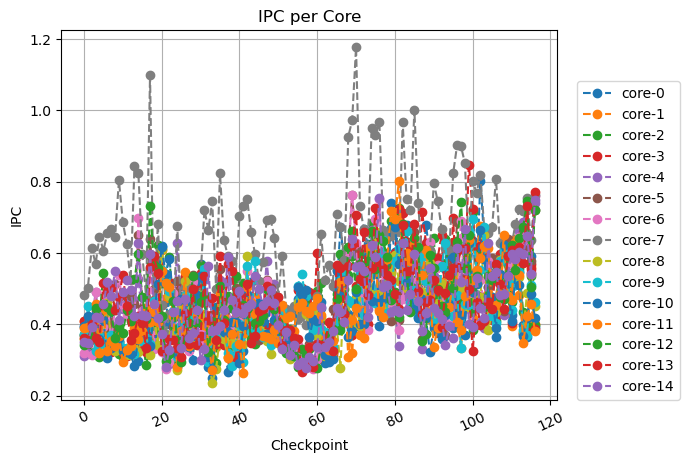 IPC per Core
IPC
1.2
1.0
0.8
0.6
0.4
0.2
0
20
40
60
80
100
120
Checkpoint
core-0
core-1
core-2
core-3
core-4
core-5
core-6
core-7
core-8
core-9
core-10
core-11
core-12
core-13
core-14